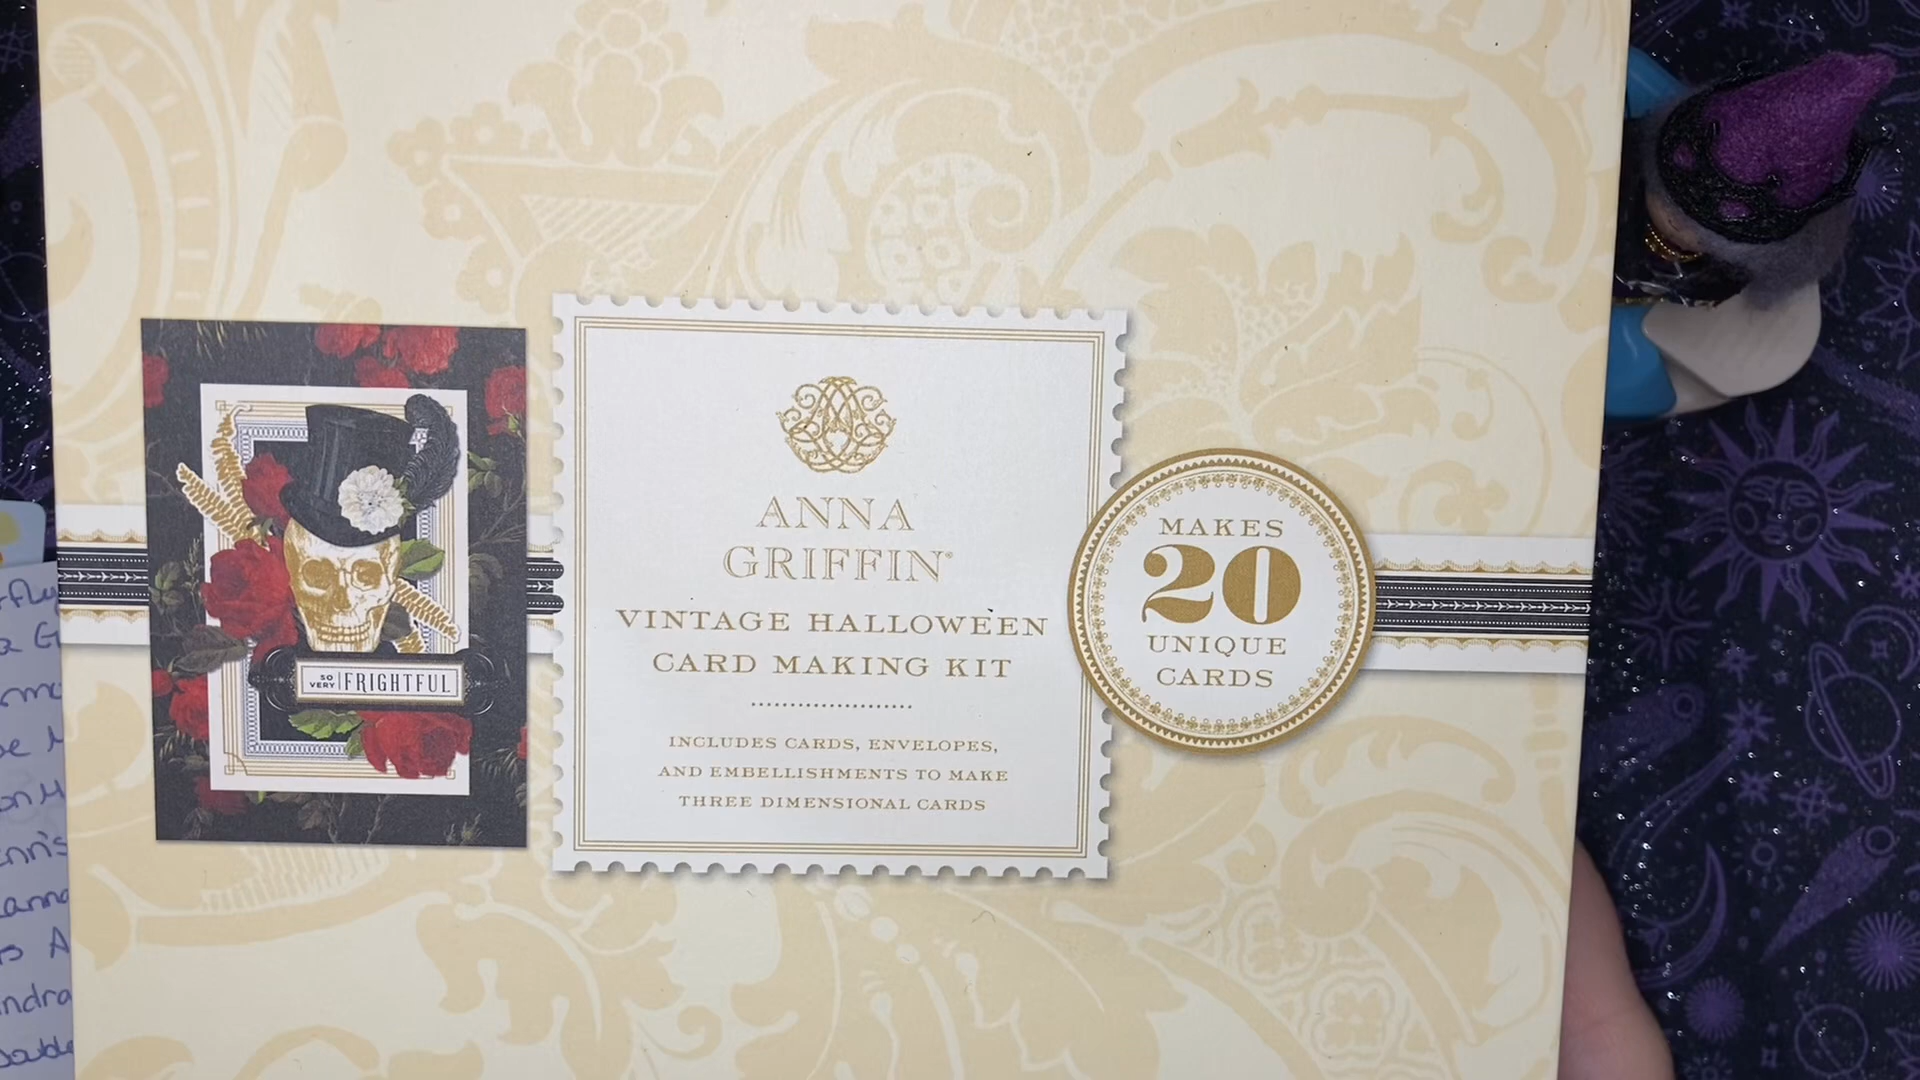 SO VERY FRIGHTFUL
ANNA
GRIFFIN®
VINTAGE HALLOWEEN
CARD MAKING KIT
INCLUDES CARDS, ENVELOPES,
AND EMBELLISHMENTS TO MAKE
THREE DIMENSIONAL CARDS
MAKES
20
UNIQUE
CARDS